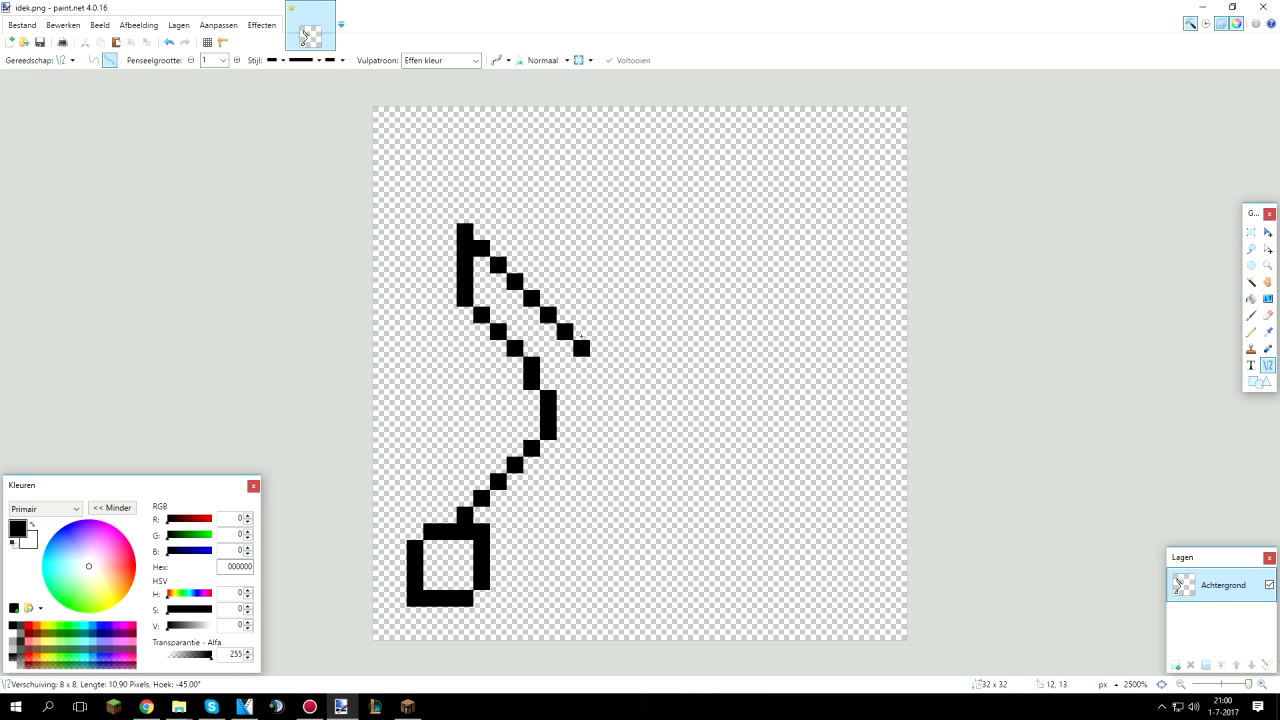 idek.png - paint.net 4.0.16
Bestand Bewerken Beeld Afbeelding Lagen Aanpassen Effecten
Gereedschap: Penseelgrootte: 1 Stijl: Vulpatroon: Effen kleur Normaal Voltooien
G...
T
Kleuren
Primair << Minder RGB
R: 0
G: 0
B: 0
Hex: 000000
HSV
H: 0
S: 0
V: 0
Transparantie - Alfa
255
Lagen
Achtergrond
Verschuiving: 8 x 8, Lengte: 10,90 Pixels, Hoek: -45.00° 32 x 32 12, 13 px 2500%
21:00
1-7-2017